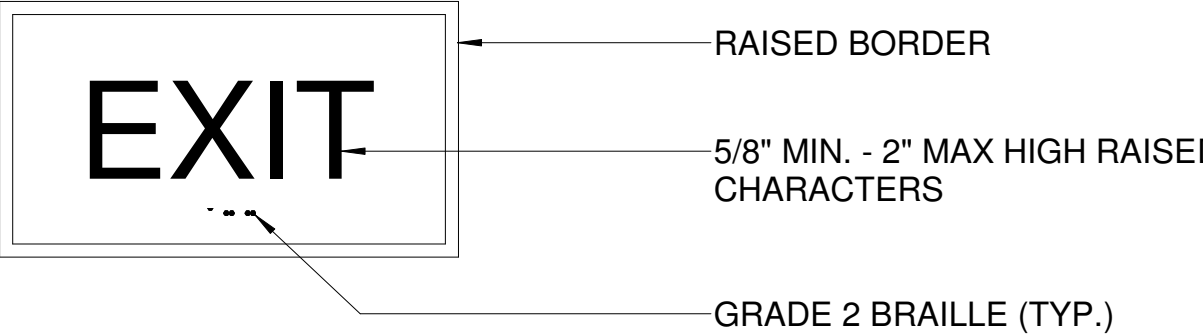 EXIT
RAISED BORDER
5/8" MIN. - 2" MAX HIGH
CHARACTERS
GRADE 2 BRAILLE (TYP.)